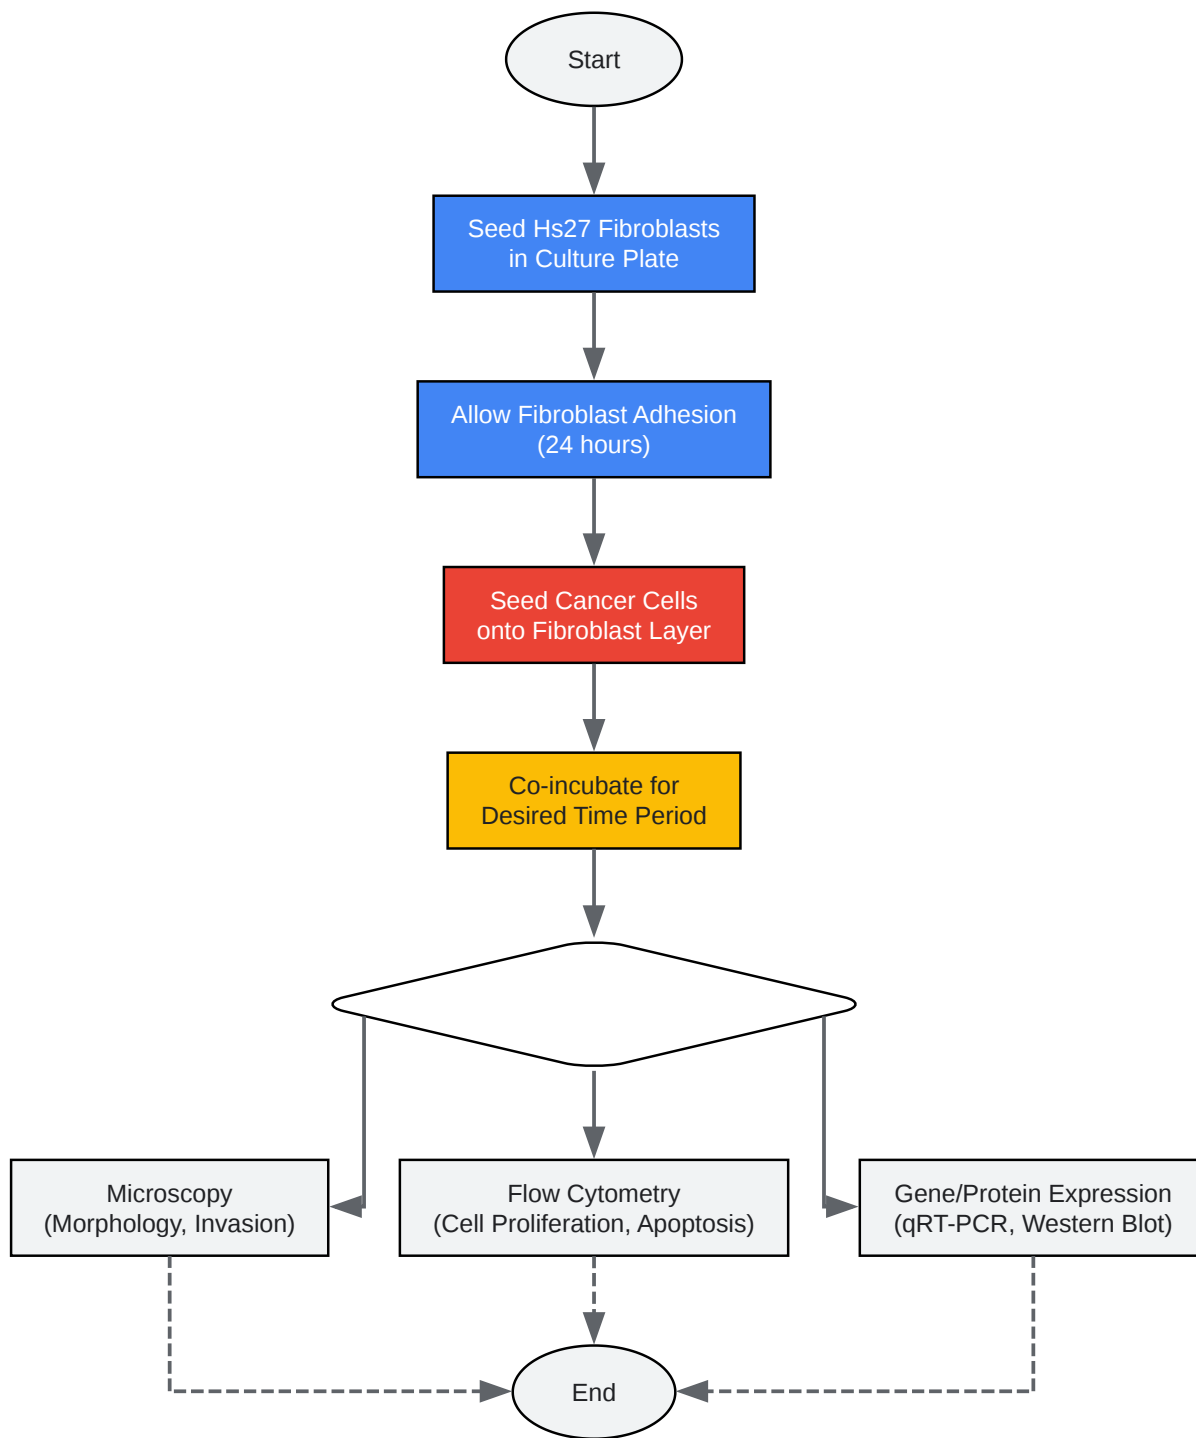 Start
Seed Hs27 Fibroblasts
in Culture Plate
Allow Fibroblast Adhesion
(24 hours)
Seed Cancer Cells
onto Fibroblast Layer
Co-incubate for
Desired Time Period
Microscopy
(Morphology, Invasion)
Flow Cytometry
(Cell Proliferation, Apoptosis)
Gene/Protein Expression
(qRT-PCR, Western Blot)
End